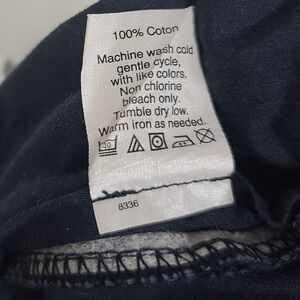 100% Coton
Machine wash cold
gentle cycle,
with like colors.
Non chlorine
bleach only.
Tumble dry low.
Warm iron as needed.
30
8336